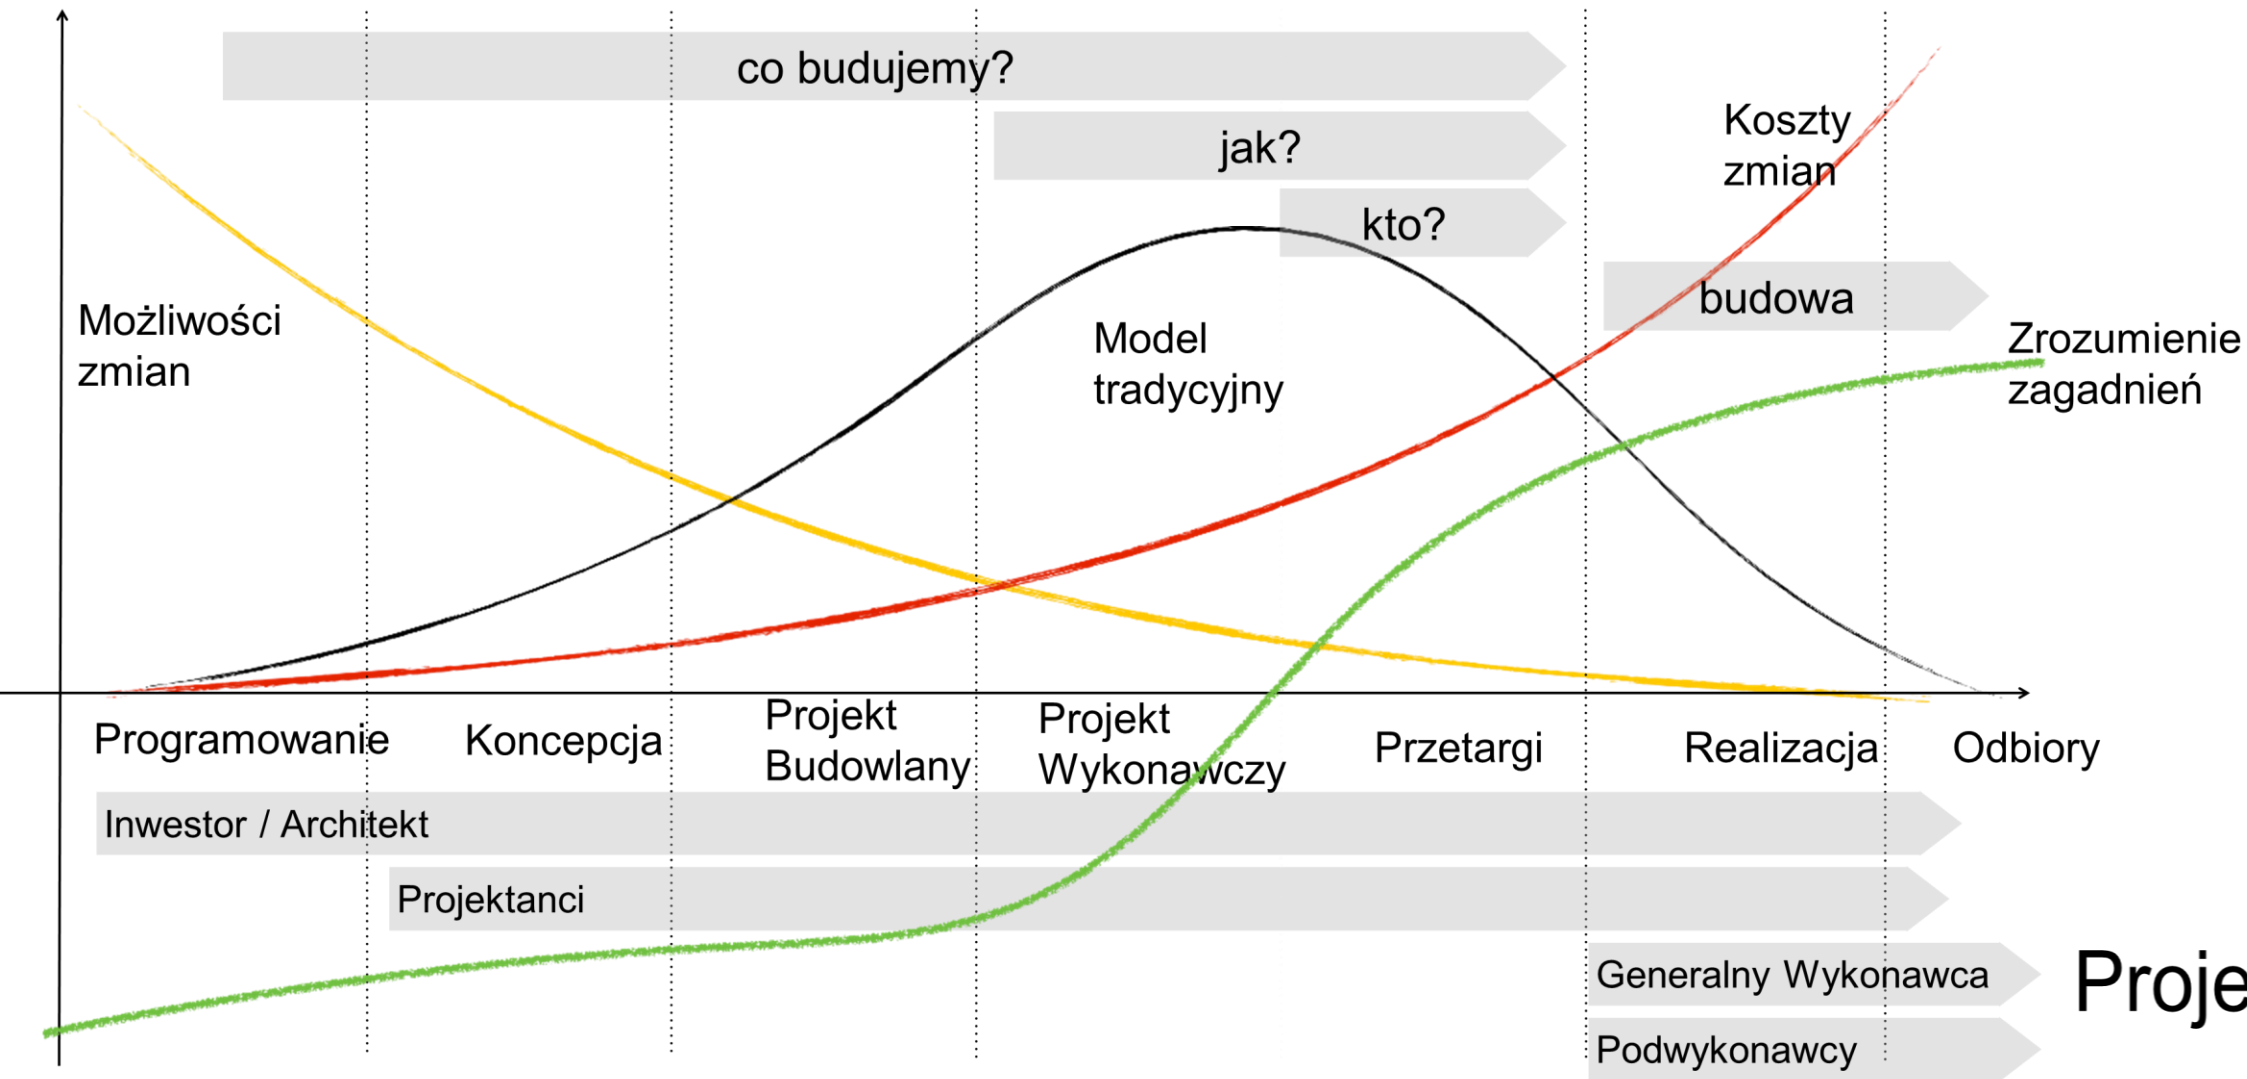 co budujemy?
jak?
kto?
budowa
Koszty
zmian
Możliwości
zmian
Model
tradycyjny
Zrozumienie
zagadnień
Programowanie
Koncepcja
Projekt
Budowlany
Projekt
Wykonawczy
Przetargi
Realizacja
Odbiory
Inwestor / Architekt
Projektanci
Generalny Wykonawca
Podwykonawcy
Proje